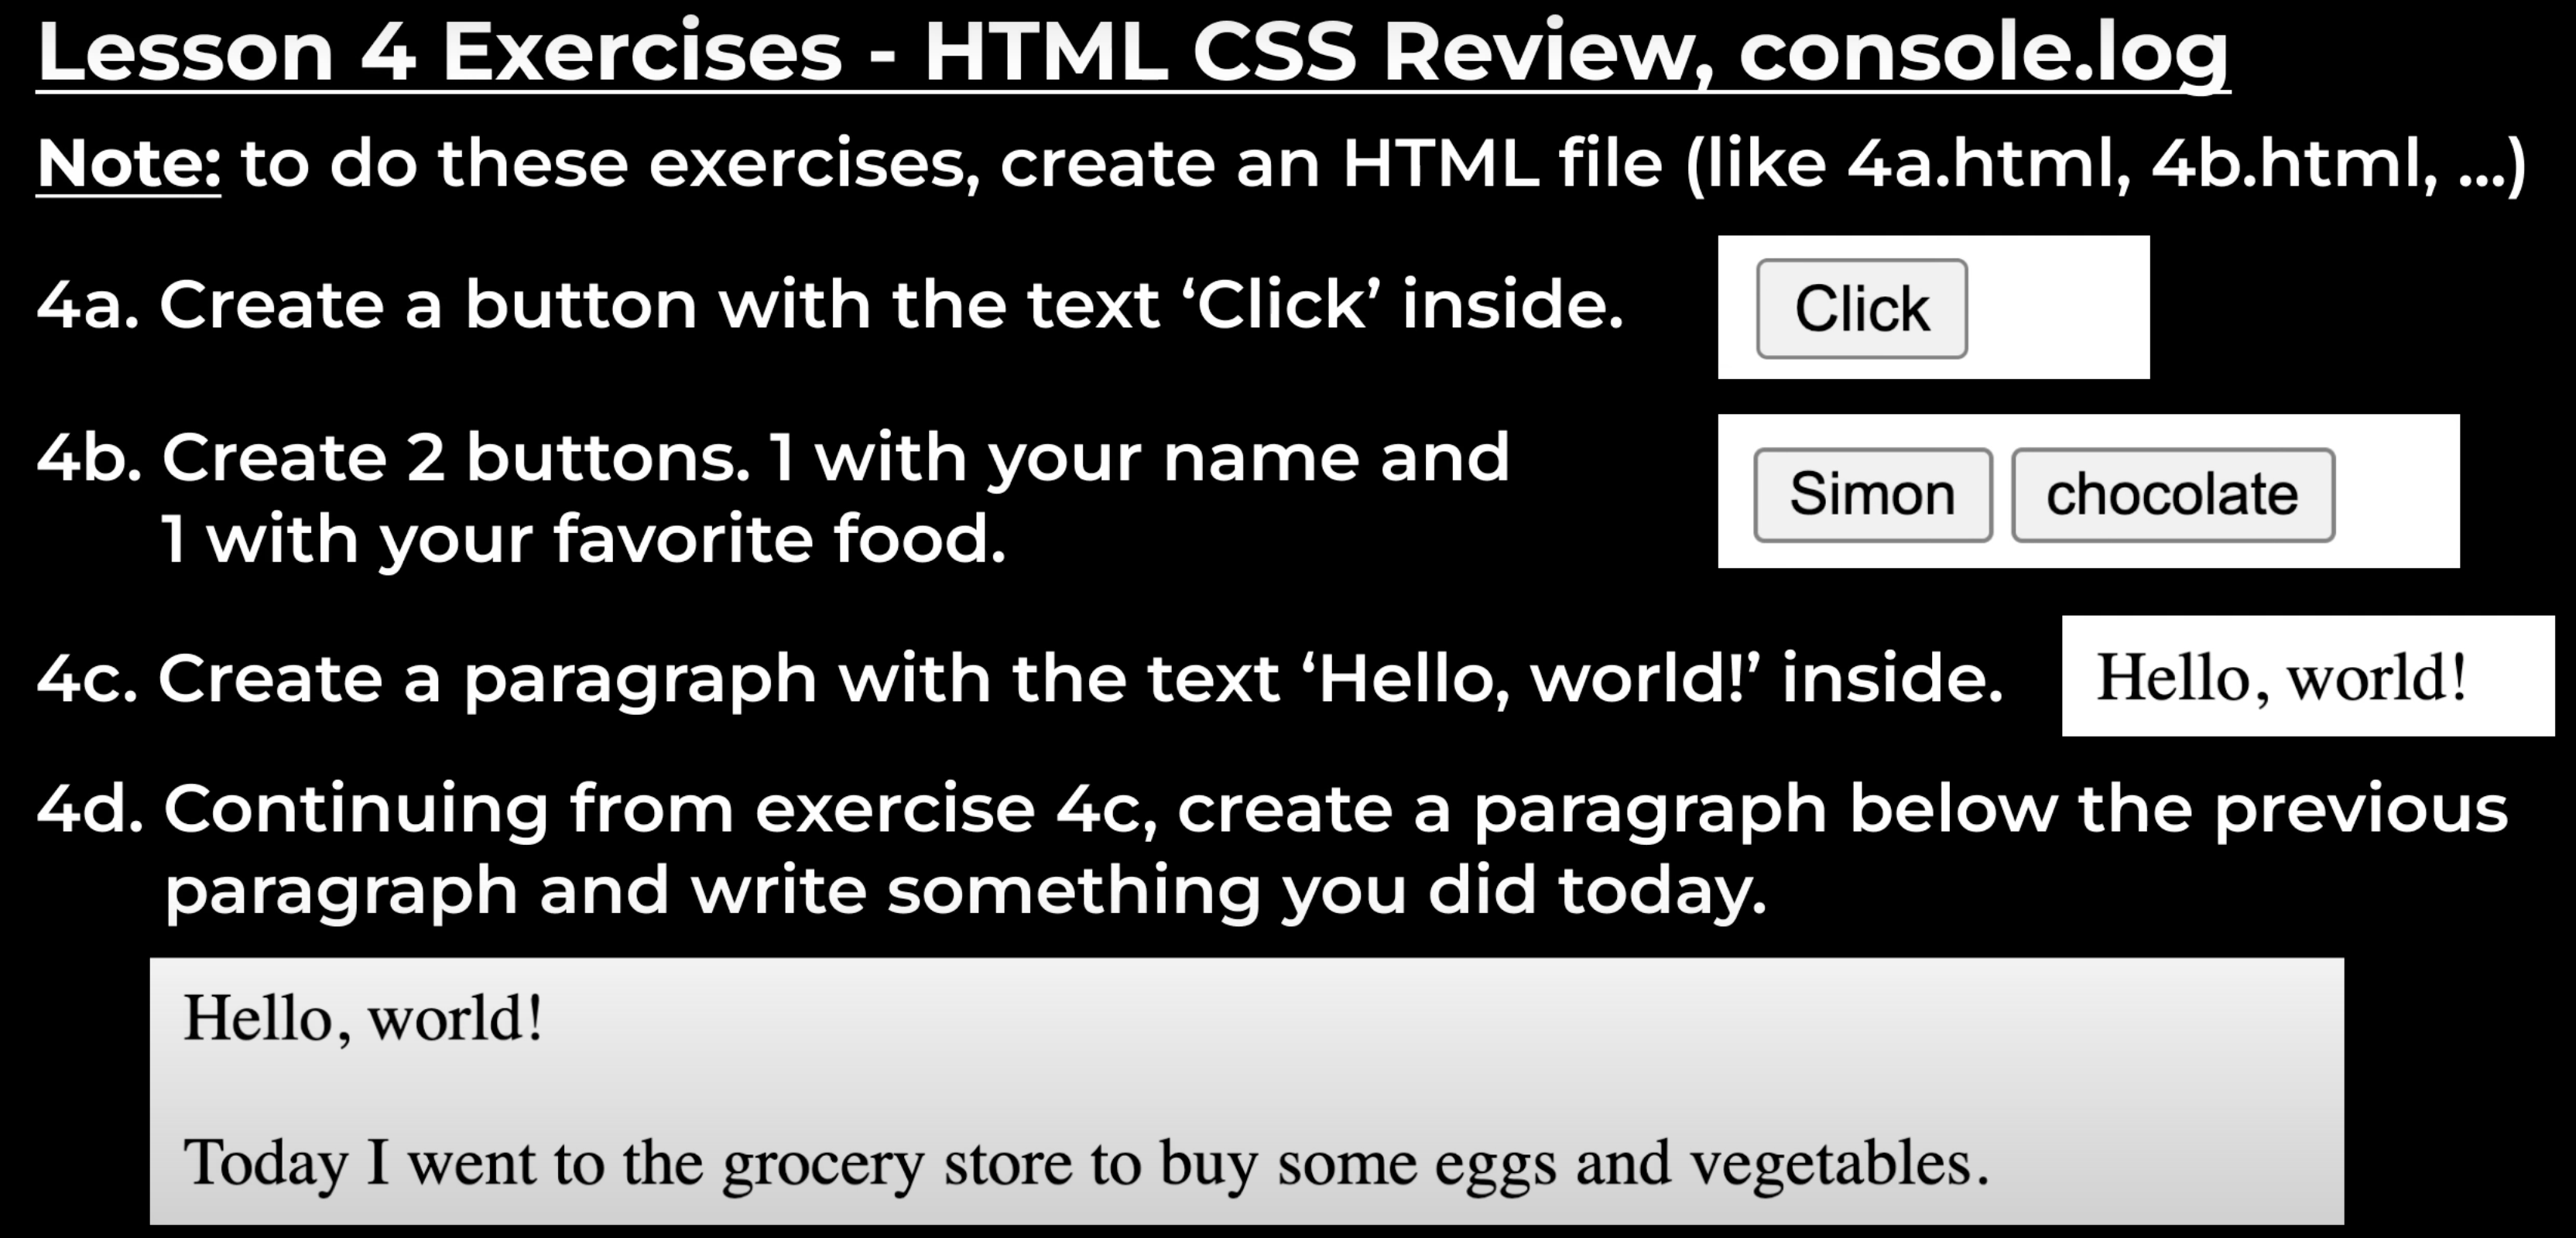 Lesson 4 Exercises - HTML CSS Review, console.log
Note: to do these exercises, create an HTML file (like 4a.html, 4b.html, ...)
4a. Create a button with the text ‘Click’ inside.
Click
4b. Create 2 buttons. 1 with your name and
1 with your favorite food.
Simon chocolate
4c. Create a paragraph with the text ‘Hello, world!’ inside.
Hello, world!
4d. Continuing from exercise 4c, create a paragraph below the previous
paragraph and write something you did today.
Hello, world!
Today I went to the grocery store to buy some eggs and vegetables.